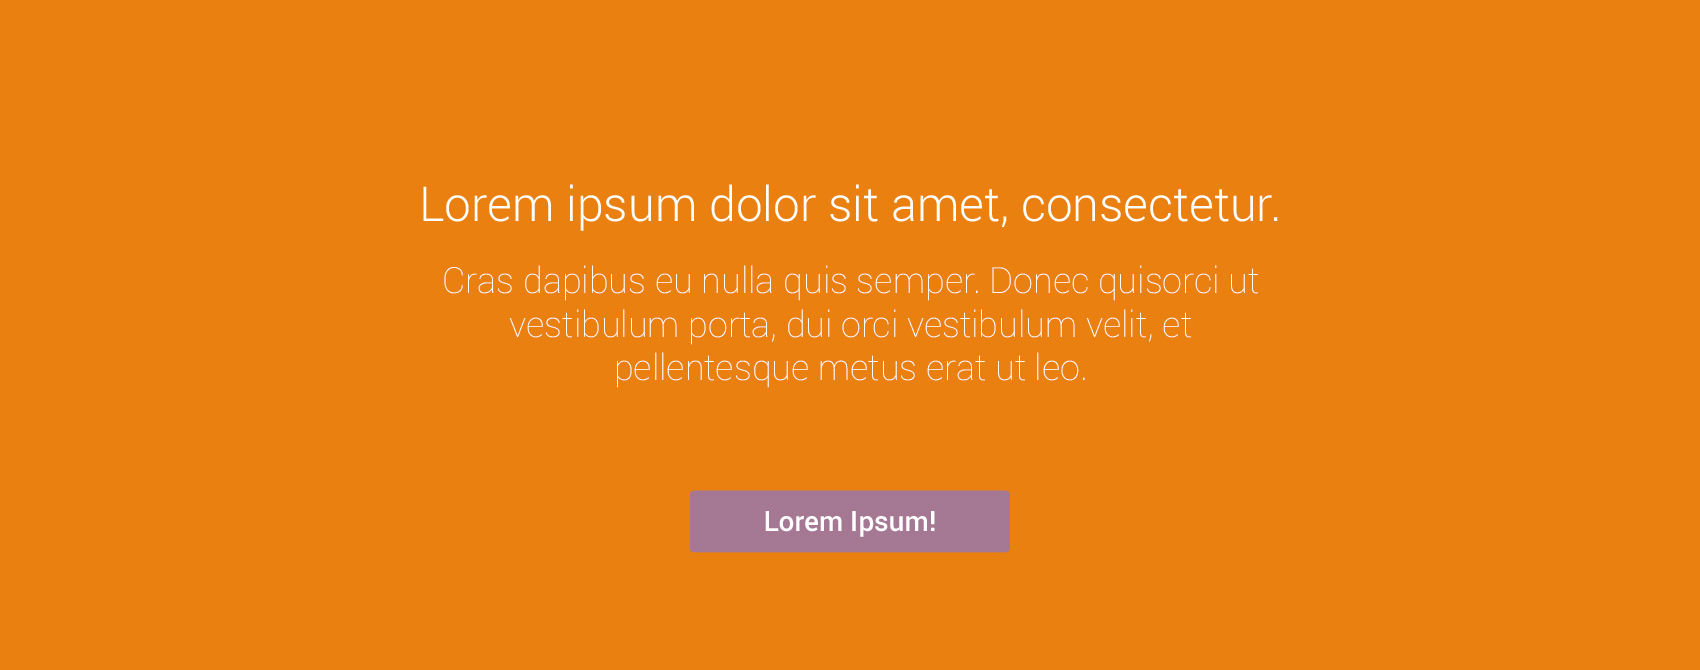 Lorem ipsum dolor sit amet, consectetur.
Cras dapibus eu nulla quis semper. Donec quisorci ut
vestibulum porta, dui orci vestibulum velit, et
pellentesque metus erat ut leo.
Lorem Ipsum!